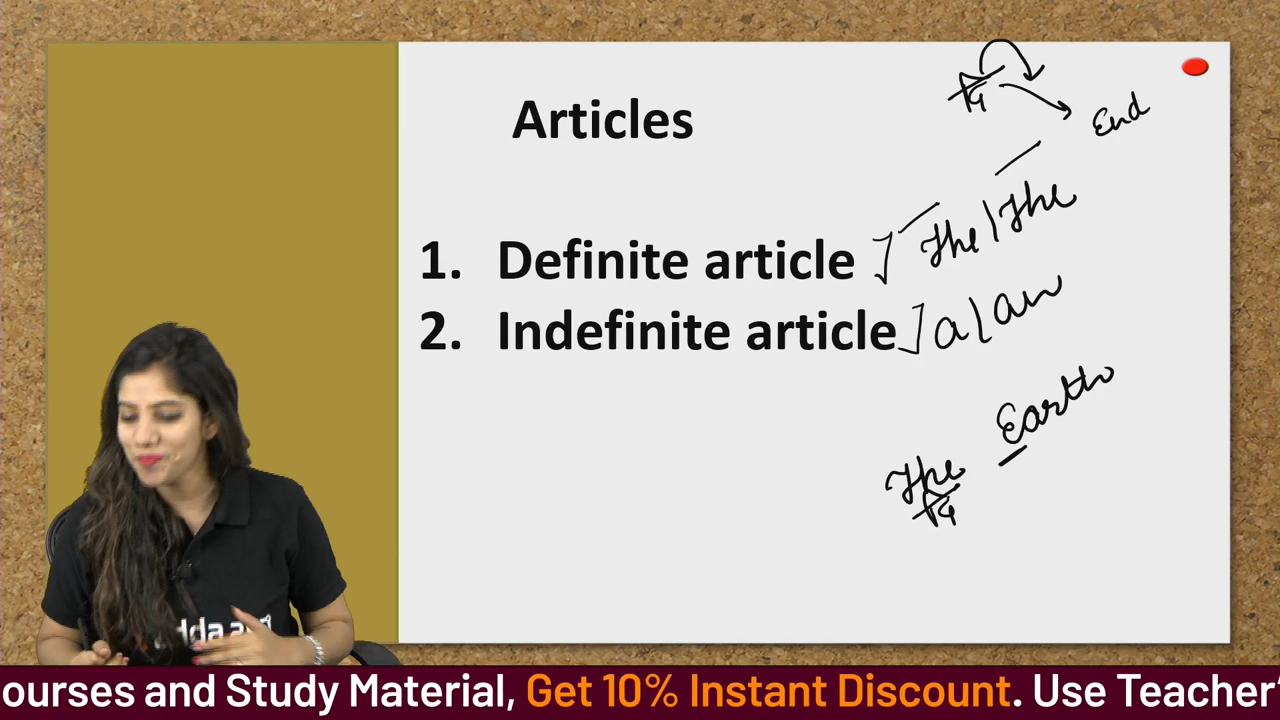 Articles
End
1. Definite article The/The
2. Indefinite article a/an
The Earth
ourses and Study Material, Get 10% Instant Discount. Use Teacher'